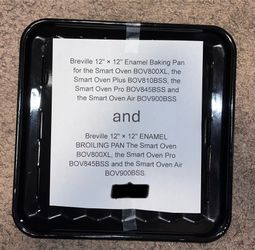 Breville 12" × 12" Enamel Baking Pan
for the Smart Oven BOV800XL, the
Smart Oven Plus BOV810BSS, the
Smart Oven Pro BOV845BSS and
the Smart Oven Air BOV900BSS
and
Breville 12" × 12" ENAMEL
BROILING PAN The Smart Oven
BOV800XL, the Smart Oven Pro
BOV845BSS and the Smart Oven Air
BOV900BSS.